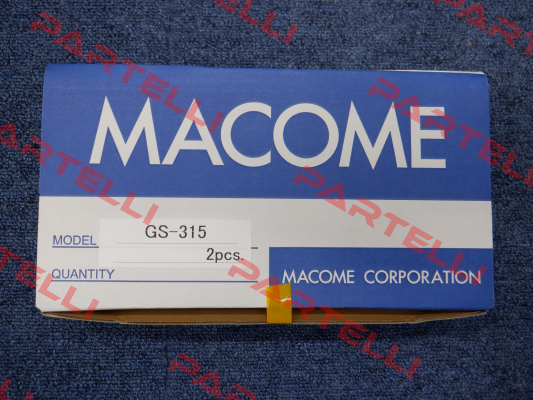 MACOME
MODEL GS-315
2pcs.
QUANTITY
MACOME CORPORATION
PARTELLI
PARTELLI
PARTELLI
PARTELLI
PARTELLI